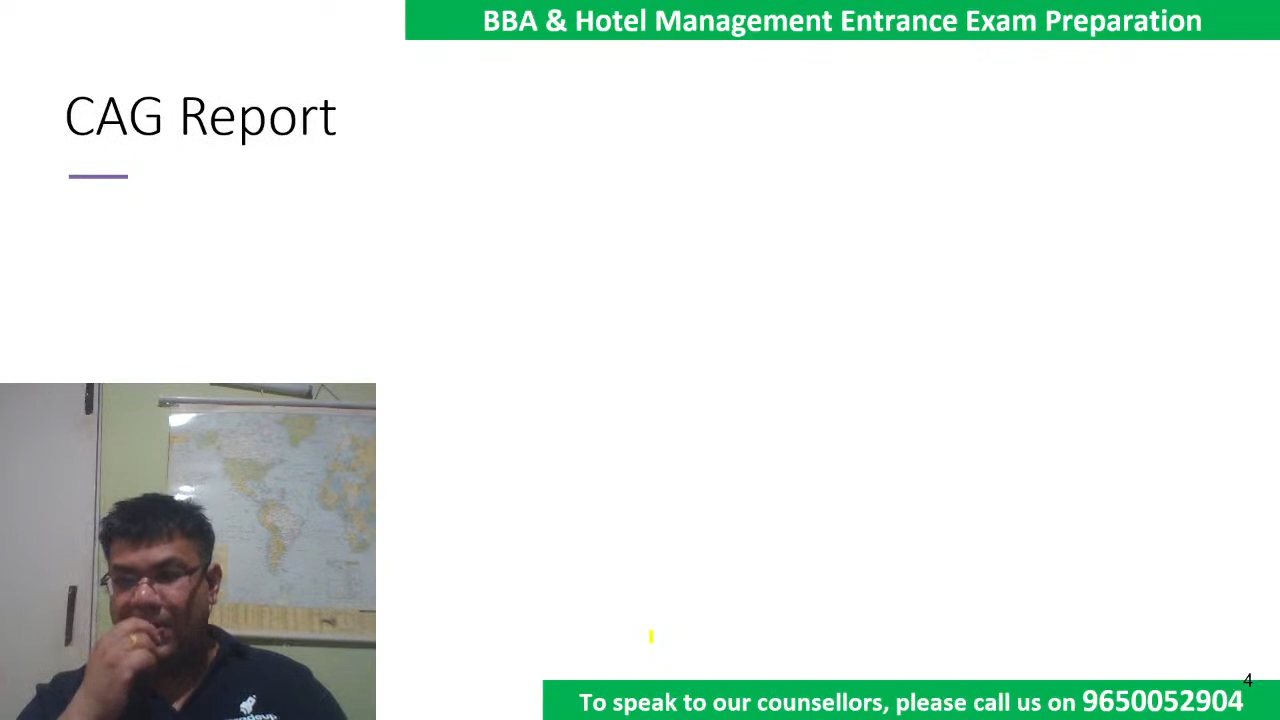 BBA & Hotel Management Entrance Exam Preparation
CAG Report
4
To speak to our counsellors, please call us on 9650052904